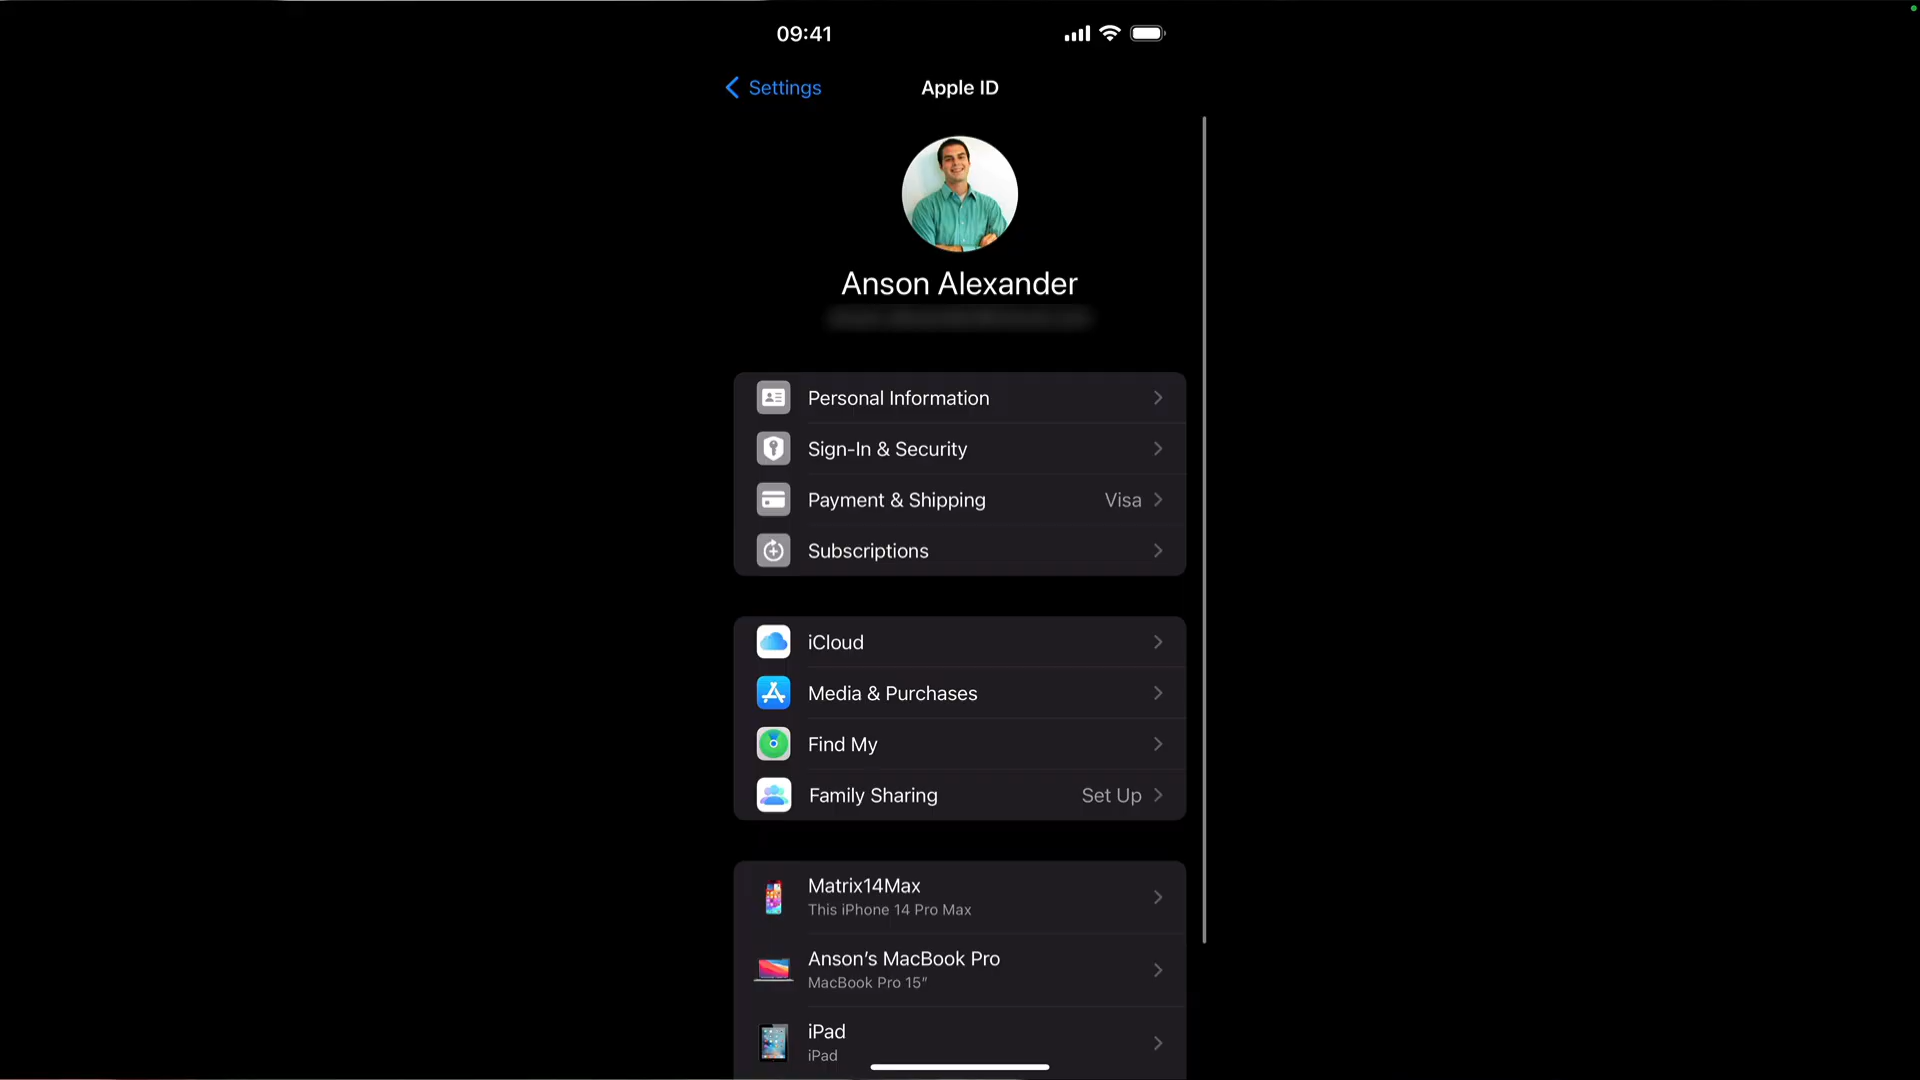 09:41
Settings
Apple ID
Anson Alexander
Personal Information
Sign-In & Security
Payment & Shipping Visa
Subscriptions
iCloud
Media & Purchases
Find My
Family Sharing Set Up
Matrix14Max
This iPhone 14 Pro Max
Anson’s MacBook Pro
MacBook Pro 15”
iPad
iPad